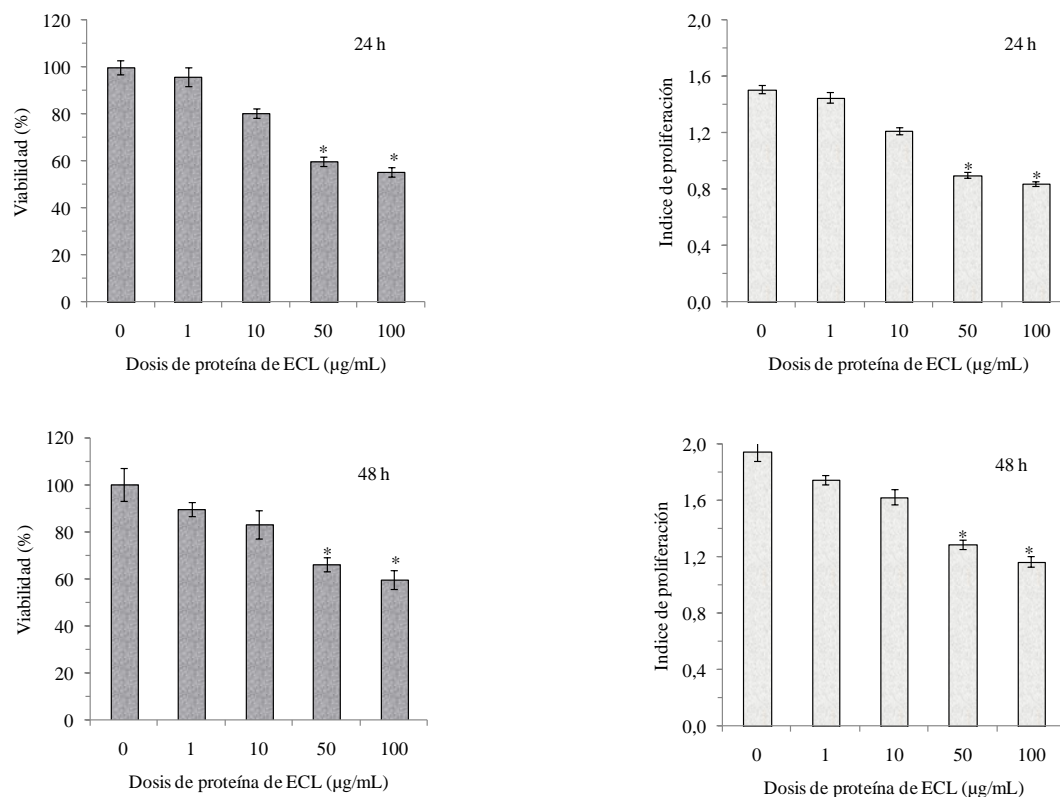 24 h
Viabilidad (%)
120
100
80
60
40
20
0
0 1 10 50 100
* *
Dosis de proteína de ECL (µg/mL)
24 h
Indice de proliferación
2,0
1,6
1,2
0,8
0,4
0,0
0 1 10 50 100
* *
Dosis de proteína de ECL (µg/mL)
48 h
Viabilidad (%)
120
100
80
60
40
20
0
0 1 10 50 100
* *
Dosis de proteína de ECL (µg/mL)
48 h
Indice de proliferación
2,0
1,6
1,2
0,8
0,4
0,0
0 1 10 50 100
* *
Dosis de proteína de ECL (µg/mL)